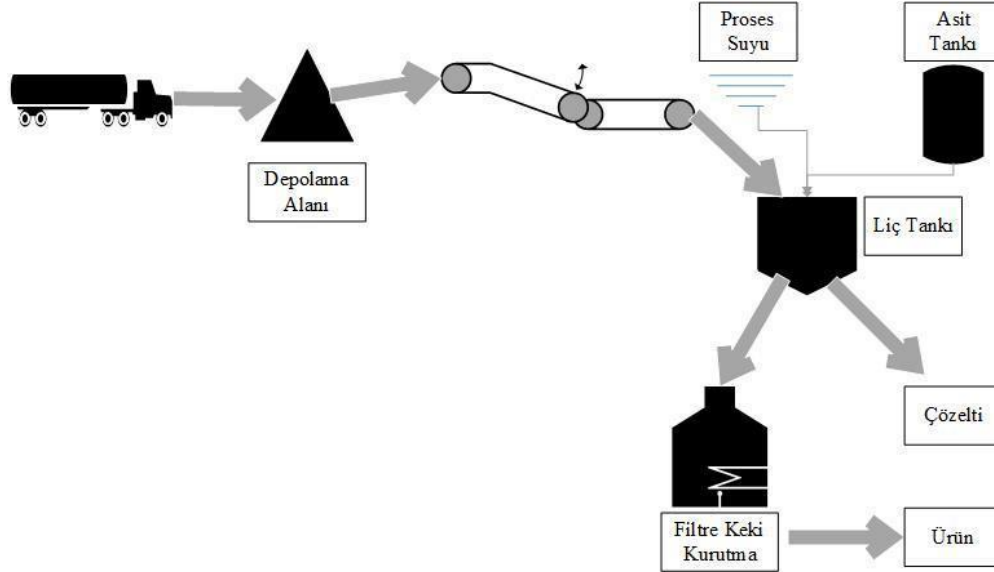 Proses
Suyu
Asit
Tankı
Depolama
Alanı
Liç Tankı
Çözelti
Filtre Keki
Kurutma
Ürün